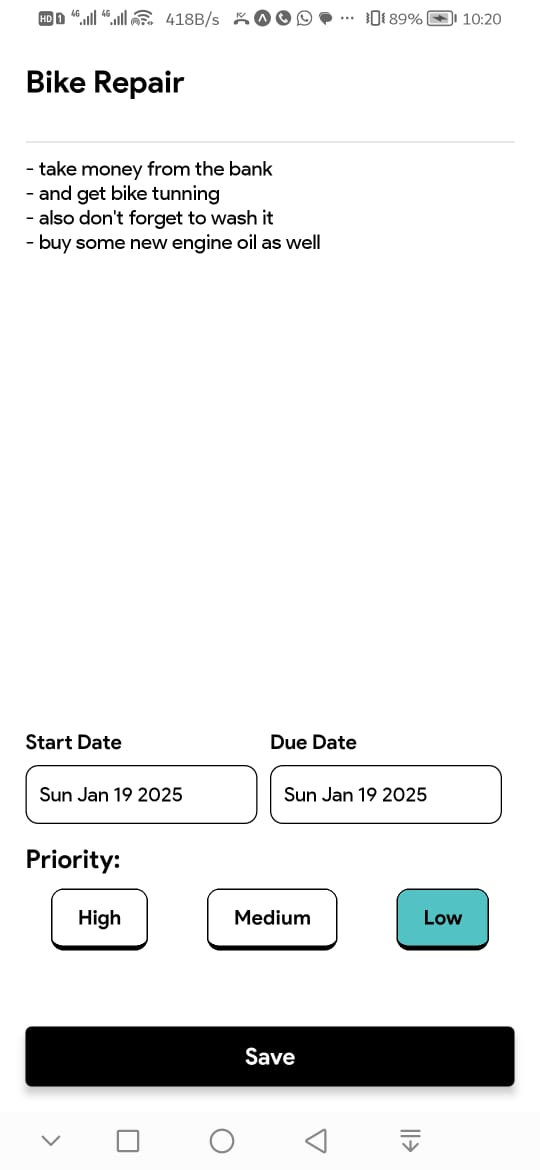 HD 1 4G 4G 418B/s ... 89% 10:20
Bike Repair
- take money from the bank
- and get bike tunning
- also don't forget to wash it
- buy some new engine oil as well
Start Date Due Date
Sun Jan 19 2025 Sun Jan 19 2025
Priority:
High Medium Low
Save